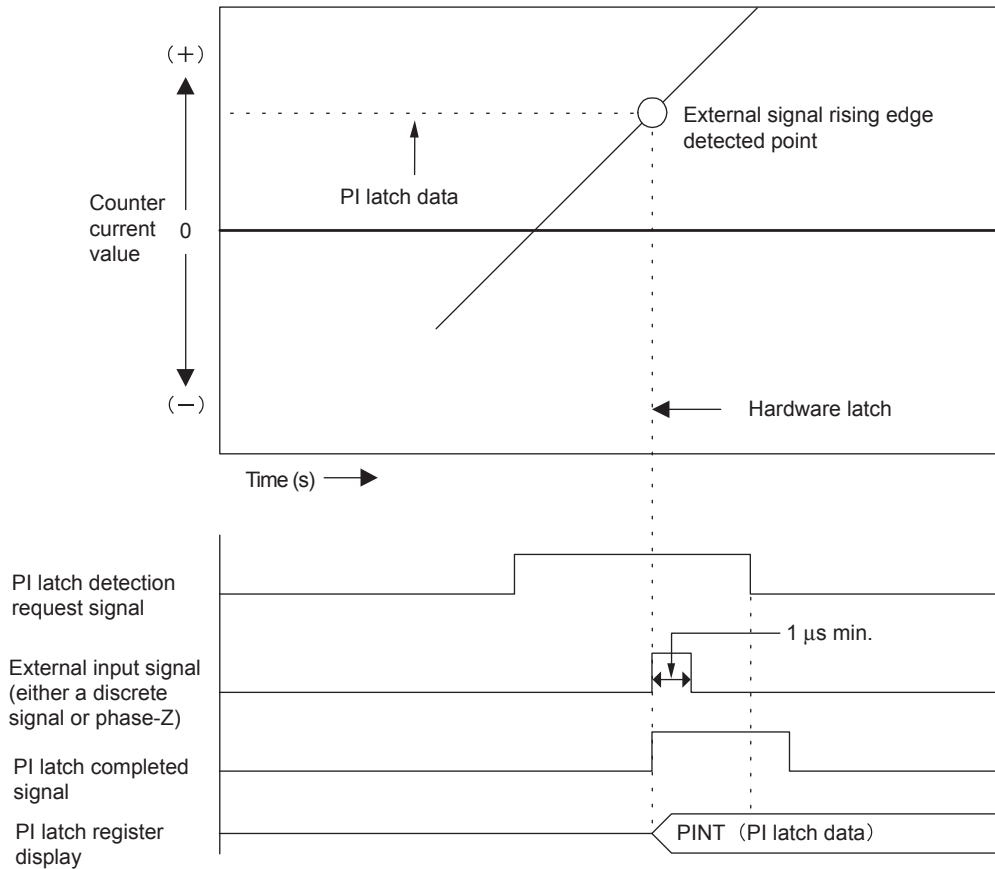 (+)
External signal rising edge
detected point
PI latch data
Counter
current
value
0
(−)
Hardware latch
Time (s)
PI latch detection
request signal
1 μs min.
External input signal
(either a discrete
signal or phase-Z)
PI latch completed
signal
PI latch register
display
PINT (PI latch data)